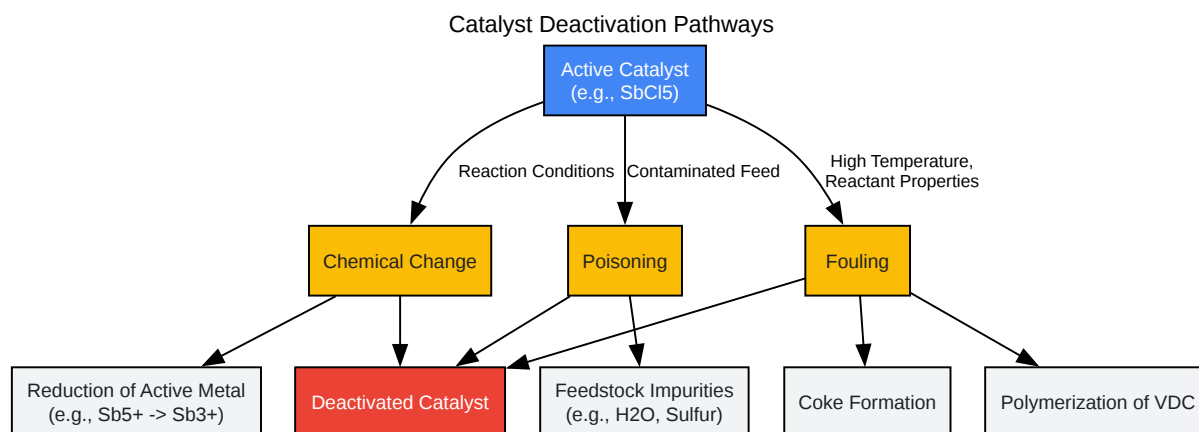 Catalyst Deactivation Pathways
Active Catalyst
(e.g., SbCl5)
Reaction Conditions
Contaminated Feed
High Temperature,
Reactant Properties
Chemical Change
Poisoning
Fouling
Reduction of Active Metal
(e.g., Sb5+ -> Sb3+)
Deactivated Catalyst
Feedstock Impurities
(e.g., H2O, Sulfur)
Coke Formation
Polymerization of VDC